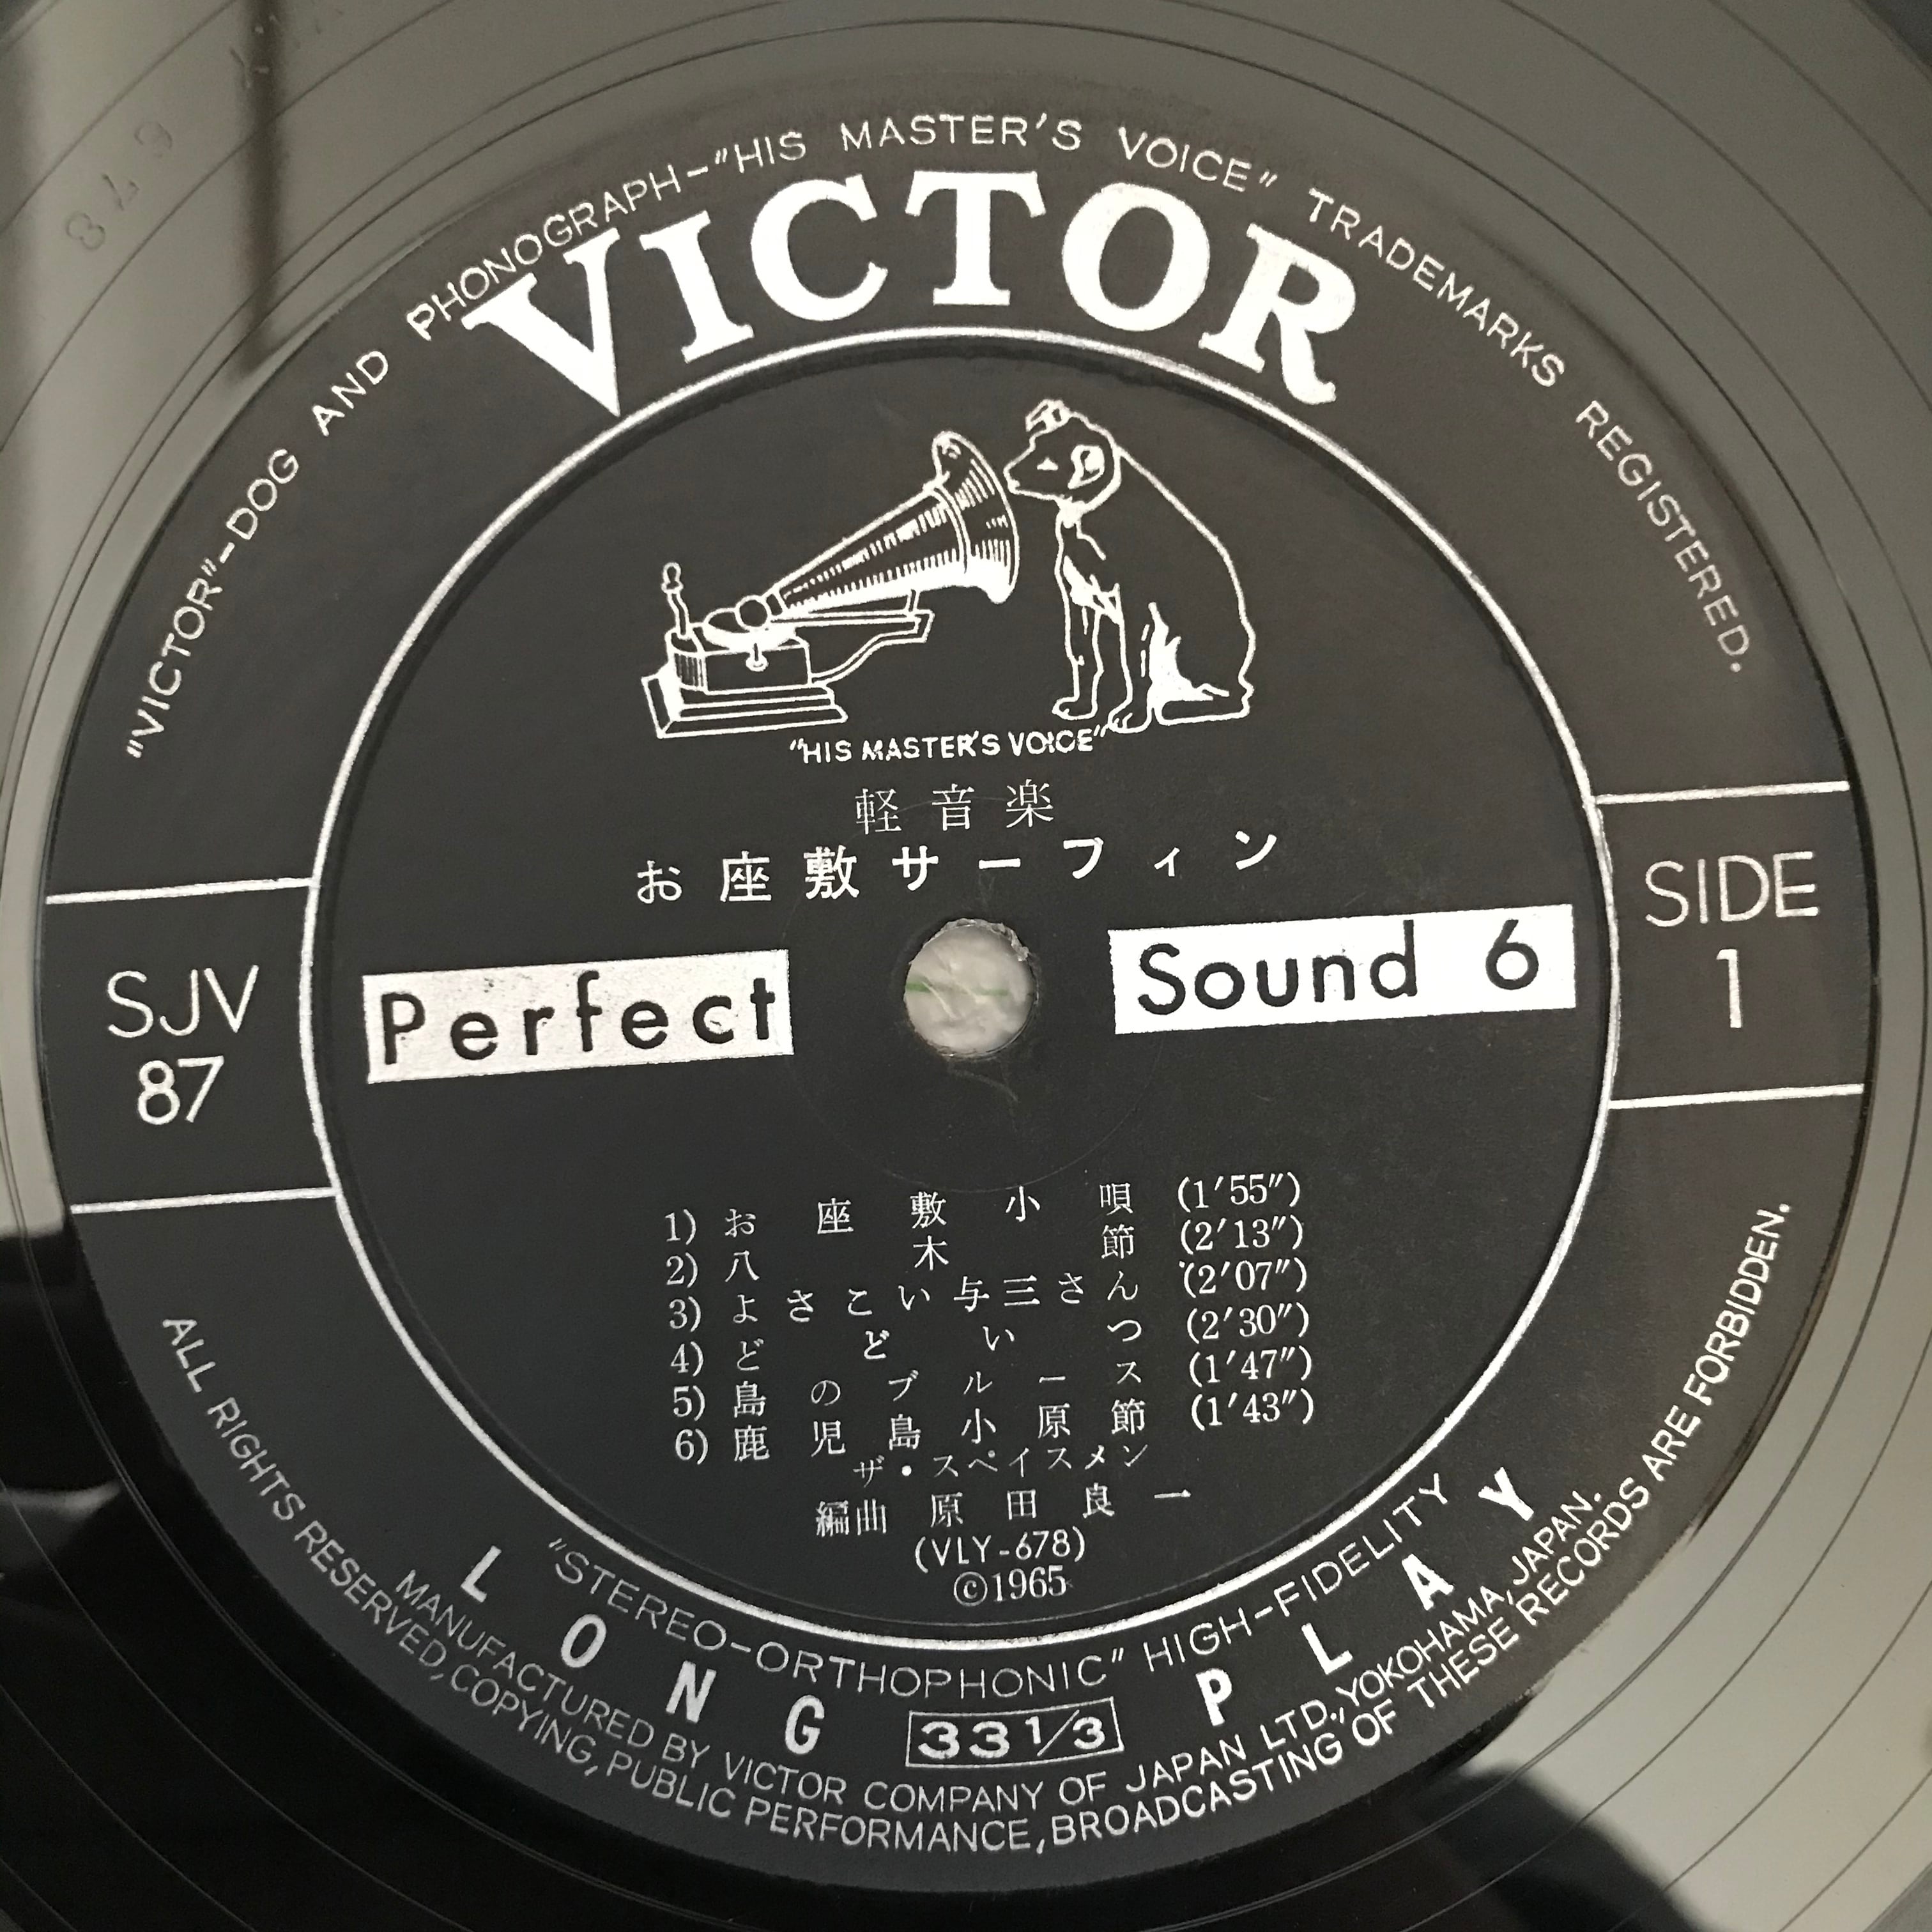 "VICTOR"-DOG AND PHONOGRAPH-"HIS MASTER'S VOICE" TRADEMARKS REGISTERED.
VICTOR
"HIS MASTER'S VOICE"
軽音楽
お座敷サーフィン
Perfect Sound 6
SJV
87
SIDE
1
1) お座敷小唄 (1'55")
2) 八木節 (2'13")
3) よさこい与三さん (2'07")
4) どどいつ (2'30")
5) 島のブルース (1'47")
6) 鹿児島小原節 (1'43")
ザ・スペイスメン
編曲 原田良一
(VLY-678)
©1965
"STEREO-ORTHOPHONIC" HIGH-FIDELITY
LONG 33 1/3 PLAY
MANUFACTURED BY VICTOR COMPANY OF JAPAN LTD., YOKOHAMA, JAPAN.
ALL RIGHTS RESERVED, COPYING, PUBLIC PERFORMANCE, BROADCASTING OF THESE RECORDS ARE FORBIDDEN.